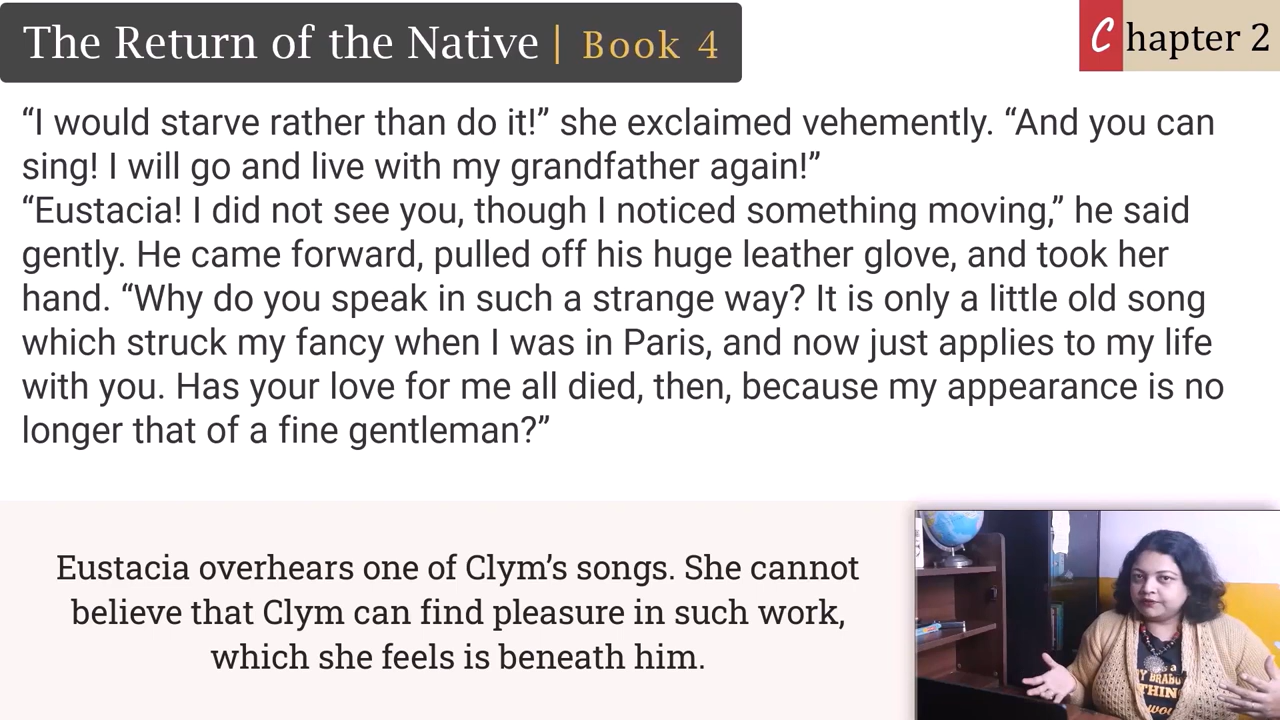 The Return of the Native | Book 4
Chapter 2
“I would starve rather than do it!” she exclaimed vehemently. “And you can
sing! I will go and live with my grandfather again!”
“Eustacia! I did not see you, though I noticed something moving,” he said
gently. He came forward, pulled off his huge leather glove, and took her
hand. “Why do you speak in such a strange way? It is only a little old song
which struck my fancy when I was in Paris, and now just applies to my life
with you. Has your love for me all died, then, because my appearance is no
longer that of a fine gentleman?”
Eustacia overhears one of Clym’s songs. She cannot
believe that Clym can find pleasure in such work,
which she feels is beneath him.